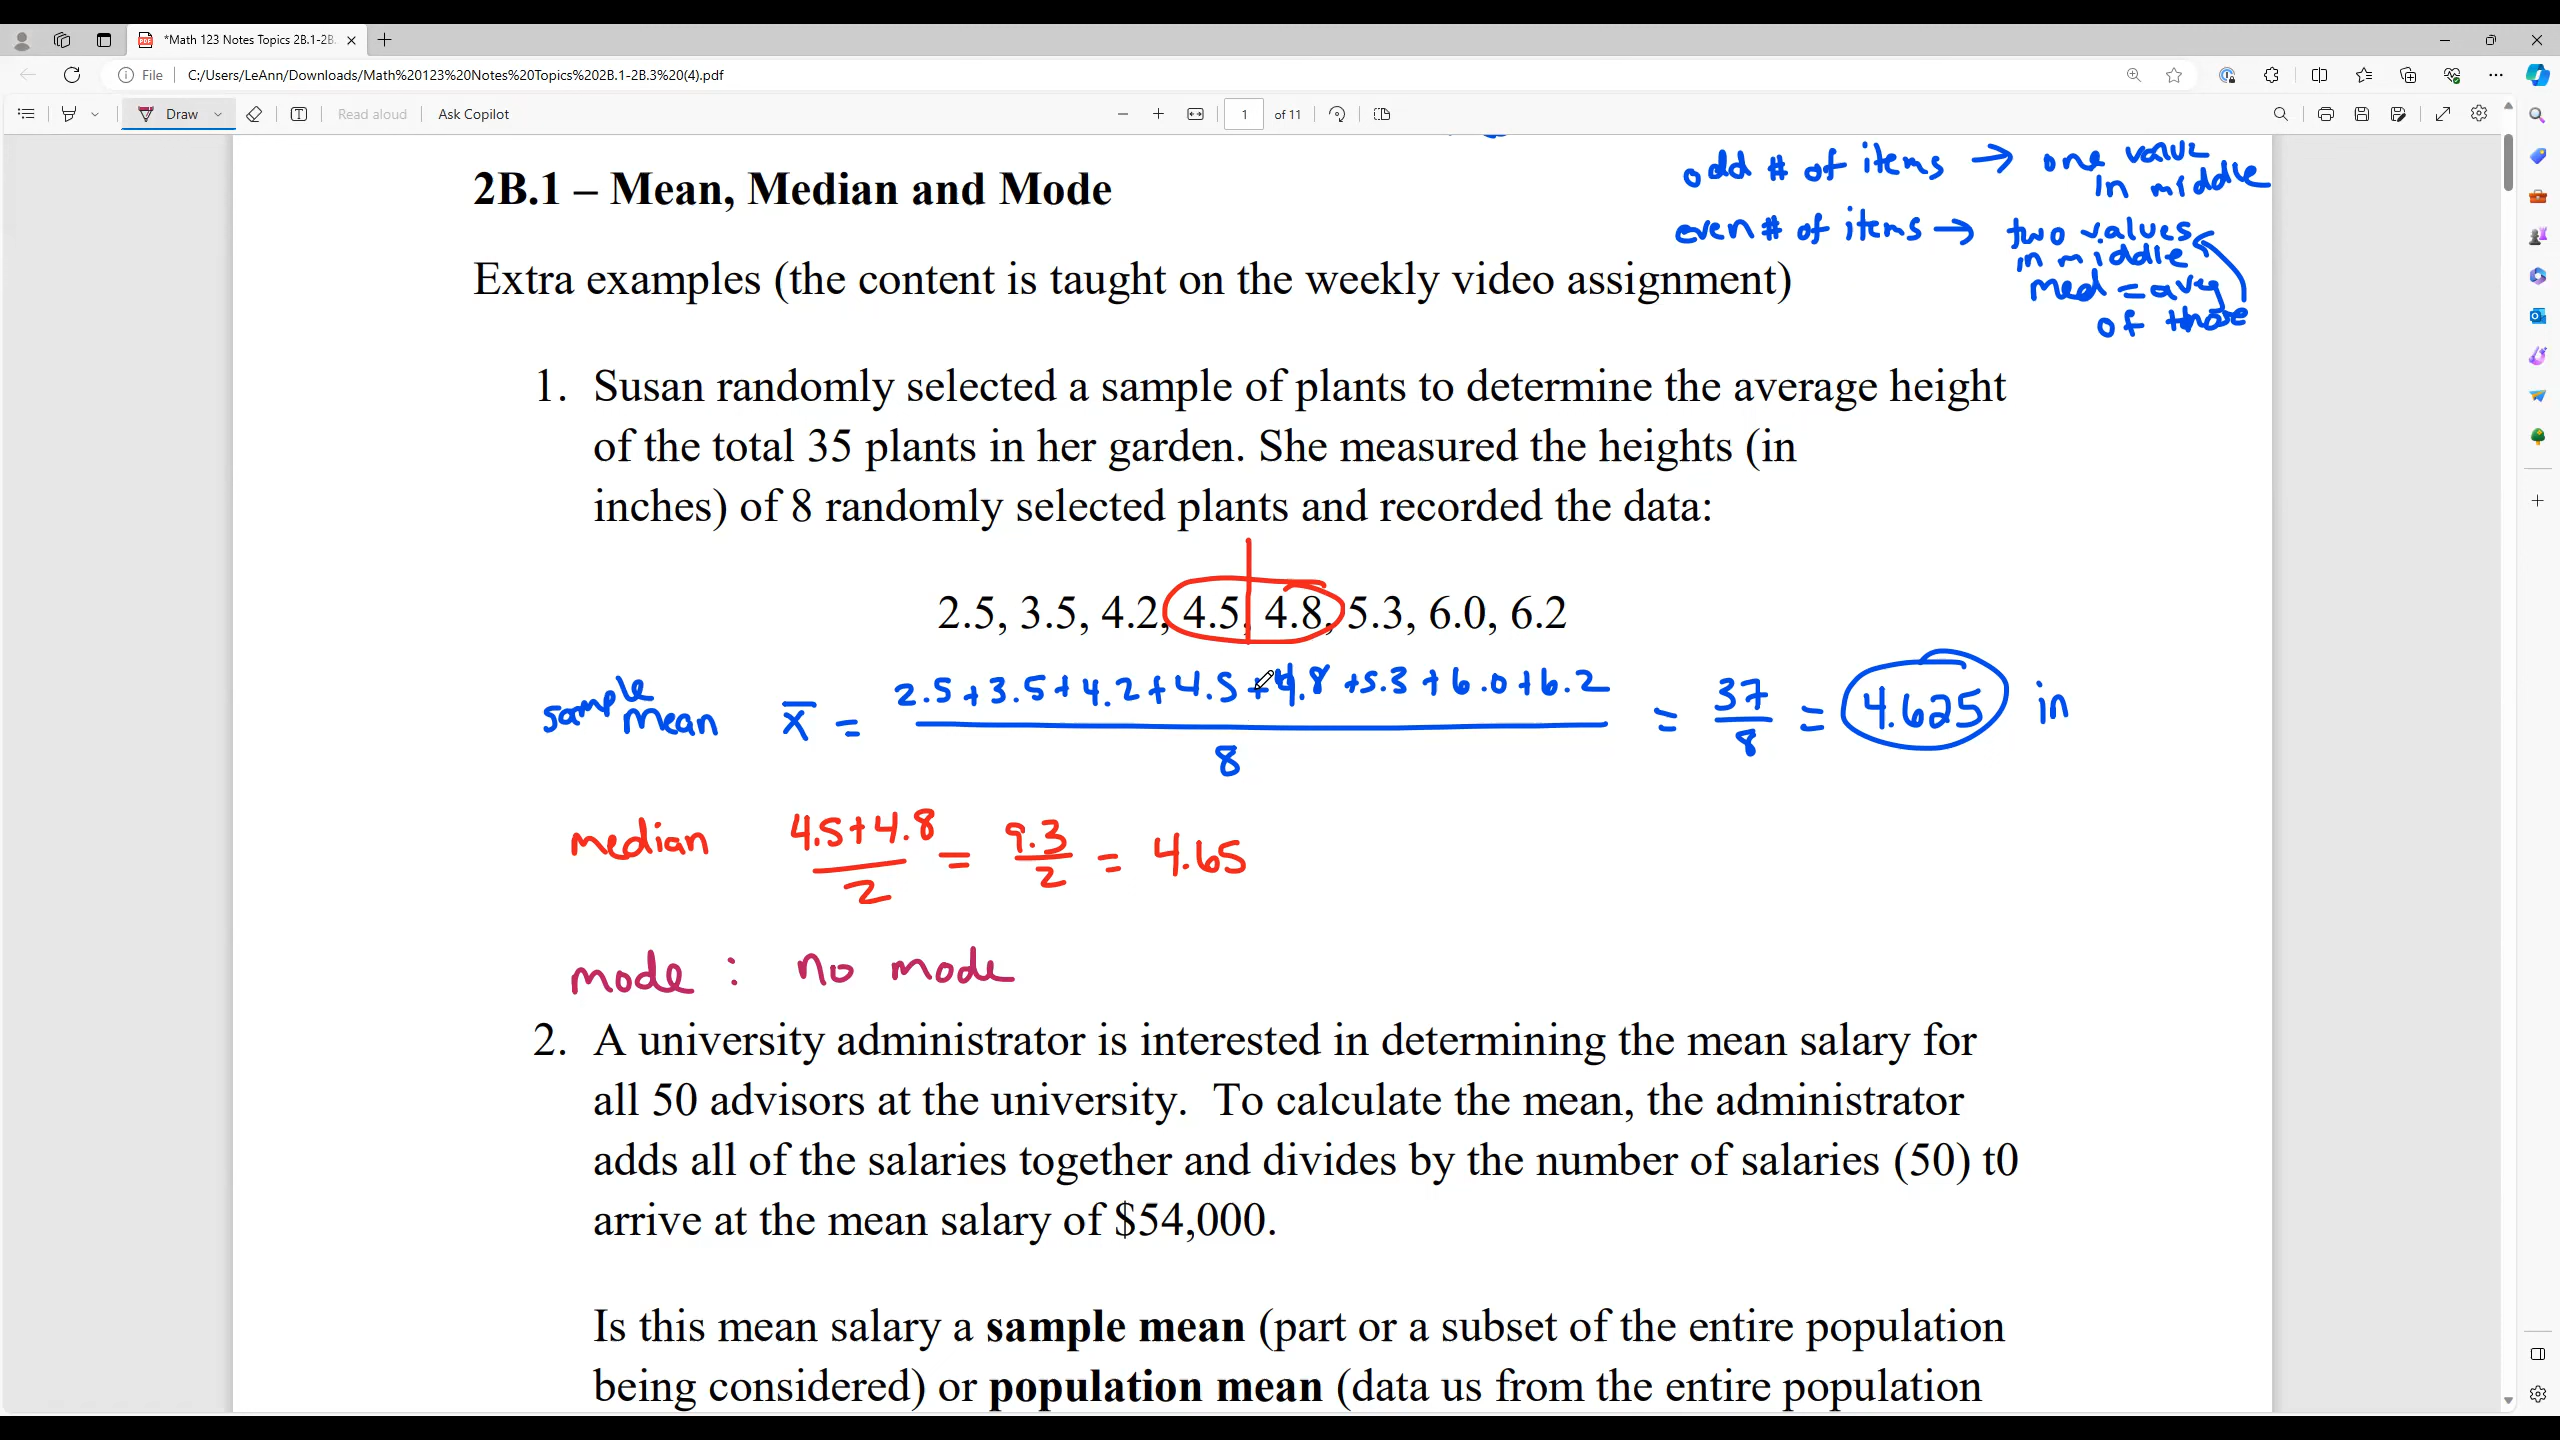 *Math 123 Notes Topics 2B.1-2B.
File C:/Users/LeAnn/Downloads/Math%20123%20Notes%20Topics%202B.1-2B.3%20(4).pdf
Draw Read aloud Ask Copilot 1 of 11
odd # of items → one value
in middle
2B.1 – Mean, Median and Mode
even # of items → two values
in middle
med = avg
of those
Extra examples (the content is taught on the weekly video assignment)
1. Susan randomly selected a sample of plants to determine the average height
of the total 35 plants in her garden. She measured the heights (in
inches) of 8 randomly selected plants and recorded the data:
2.5, 3.5, 4.2, 4.5, 4.8, 5.3, 6.0, 6.2
sample
mean x̅ = 2.5+3.5+4.2+4.5+4.8+5.3+6.0+6.2 / 8 = 37/8 = 4.625 in
median 4.5+4.8 / 2 = 9.3/2 = 4.65
mode : no mode
2. A university administrator is interested in determining the mean salary for
all 50 advisors at the university. To calculate the mean, the administrator
adds all of the salaries together and divides by the number of salaries (50) t0
arrive at the mean salary of $54,000.
Is this mean salary a sample mean (part or a subset of the entire population
being considered) or population mean (data us from the entire population